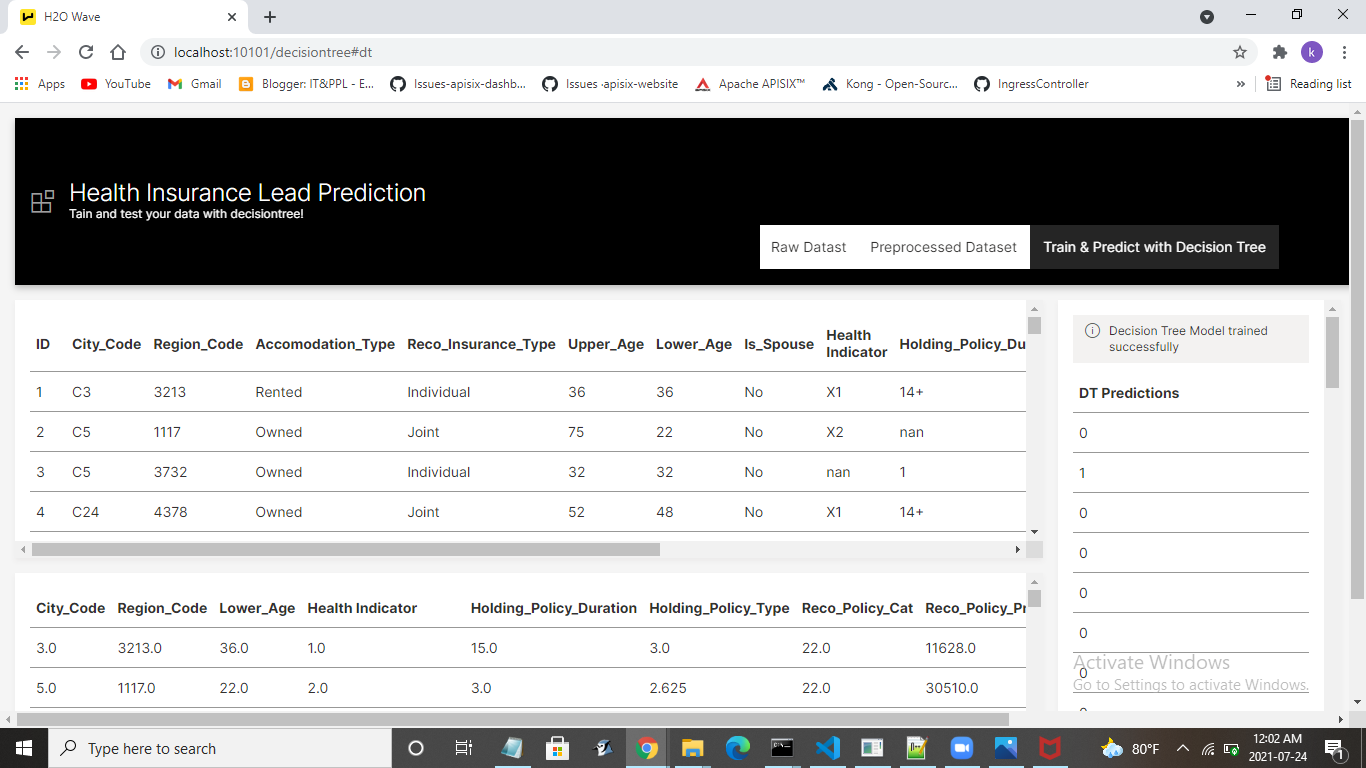 H2O Wave
localhost:10101/decisiontree#dt
k
Apps YouTube Gmail Blogger: IT&PPL - E... Issues-apisix-dashb... Issues -apisix-website Apache APISIX™ Kong - Open-Sourc... IngressController » Reading list
Health Insurance Lead Prediction
Tain and test your data with decisiontree!
Raw Datast Preprocessed Dataset Train & Predict with Decision Tree
ID City_Code Region_Code Accomodation_Type Reco_Insurance_Type Upper_Age Lower_Age Is_Spouse Health Indicator Holding_Policy_Du
1 C3 3213 Rented Individual 36 36 No X1 14+
2 C5 1117 Owned Joint 75 22 No X2 nan
3 C5 3732 Owned Individual 32 32 No nan 1
4 C24 4378 Owned Joint 52 48 No X1 14+
Decision Tree Model trained
successfully
DT Predictions
0
1
0
0
0
0
0
City_Code Region_Code Lower_Age Health Indicator Holding_Policy_Duration Holding_Policy_Type Reco_Policy_Cat Reco_Policy_Pr
3.0 3213.0 36.0 1.0 15.0 3.0 22.0 11628.0
5.0 1117.0 22.0 2.0 3.0 2.625 22.0 30510.0
Activate Windows
Go to Settings to activate Windows.
Type here to search
80°F
12:02 AM
2021-07-24
1